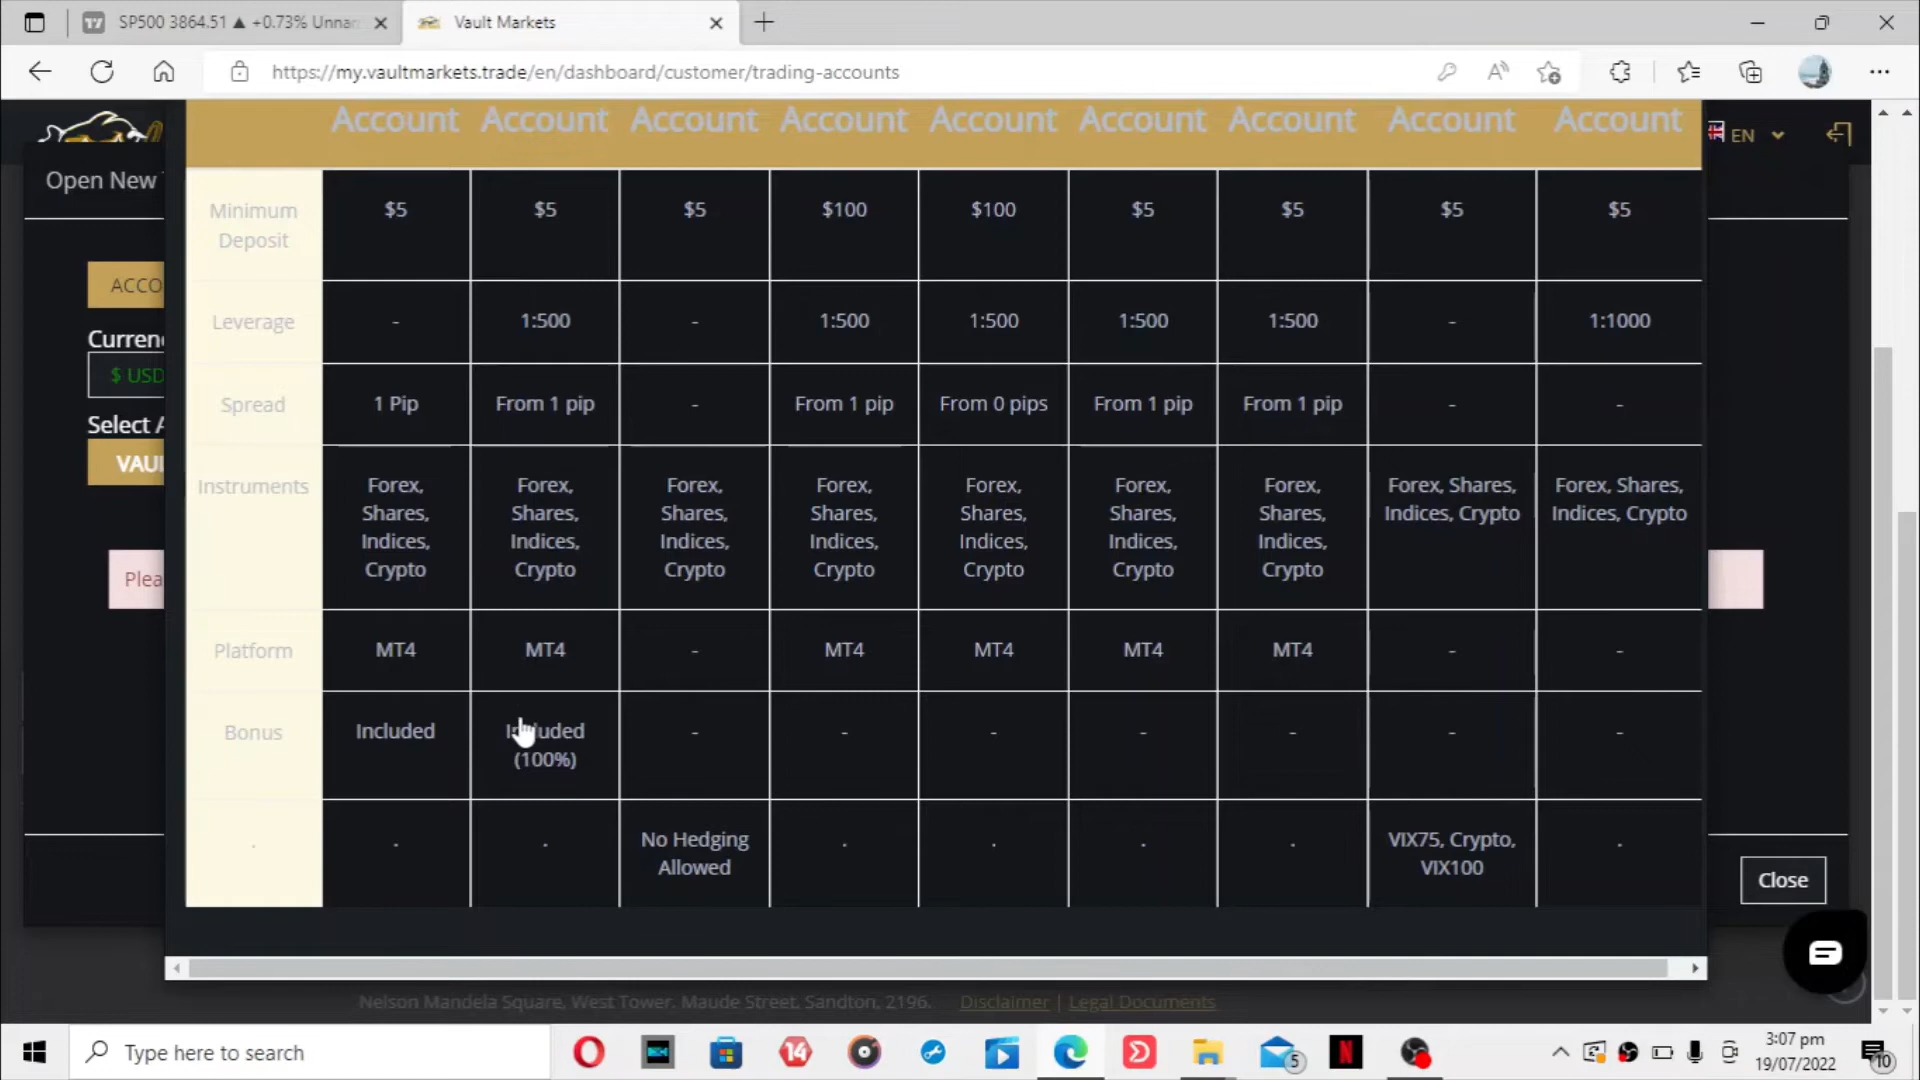 SP500 3864.51 ▲ +0.73% Unnar
Vault Markets
https://my.vaultmarkets.trade/en/dashboard/customer/trading-accounts
Account Account Account Account Account Account Account Account Account
EN
Open New
Minimum Deposit $5 $5 $5 $100 $100 $5 $5 $5 $5
ACCO
Leverage - 1:500 - 1:500 1:500 1:500 1:500 - 1:1000
Curren
$ USD
Spread 1 Pip From 1 pip - From 1 pip From 0 pips From 1 pip From 1 pip - -
Select A
VAUL
Instruments Forex, Forex, Forex, Forex, Forex, Forex, Forex, Forex, Shares, Forex, Shares,
Shares, Shares, Shares, Shares, Shares, Shares, Shares, Indices, Crypto Indices, Crypto
Indices, Indices, Indices, Indices, Indices, Indices, Indices,
Crypto Crypto Crypto Crypto Crypto Crypto Crypto
Plea
Platform MT4 MT4 - MT4 MT4 MT4 MT4 - -
Bonus Included Included - - - - - - -
(100%)
. . . No Hedging . . . . VIX75, Crypto, .
Allowed VIX100
Close
Nelson Mandela Square, West Tower. Maude Street, Sandton, 2196. Disclaimer | Legal Documents
Type here to search
14
5
N
3:07 pm
19/07/2022
10